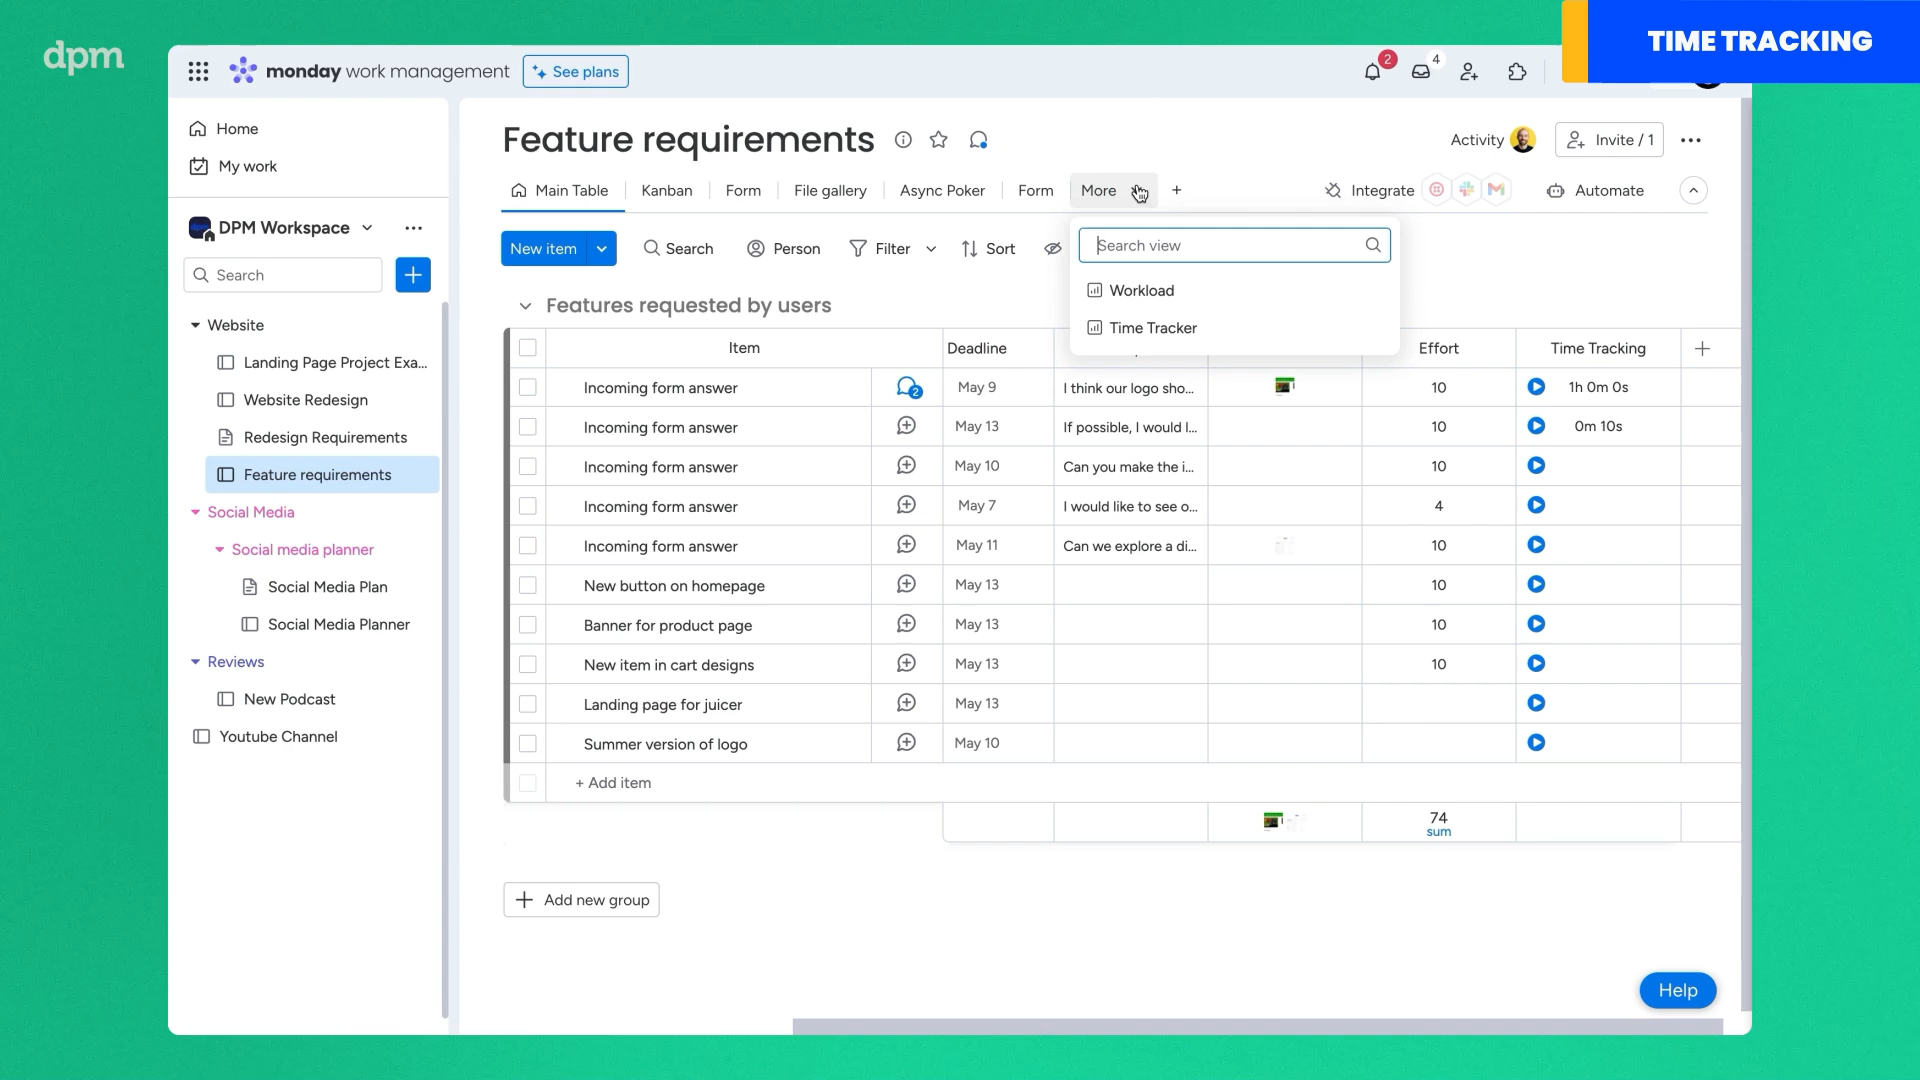 TIME TRACKING
dpm
monday work management
See plans
2
4
Home
My work
DPM Workspace
Search
Website
Landing Page Project Exa...
Website Redesign
Redesign Requirements
Feature requirements
Social Media
Social media planner
Social Media Plan
Social Media Planner
Reviews
New Podcast
Youtube Channel
Feature requirements
Activity
Invite / 1
Main Table
Kanban
Form
File gallery
Async Poker
Form
More
Integrate
Automate
New item
Search
Person
Filter
Sort
Search view
Workload
Time Tracker
Features requested by users
Item Deadline Effort Time Tracking
Incoming form answer 2 May 9 I think our logo sho... 10 1h 0m 0s
Incoming form answer May 13 If possible, I would l... 10 0m 10s
Incoming form answer May 10 Can you make the i... 10
Incoming form answer May 7 I would like to see o... 4
Incoming form answer May 11 Can we explore a di... 10
New button on homepage May 13 10
Banner for product page May 13 10
New item in cart designs May 13 10
Landing page for juicer May 13
Summer version of logo May 10
+ Add item
74
sum
Add new group
Help